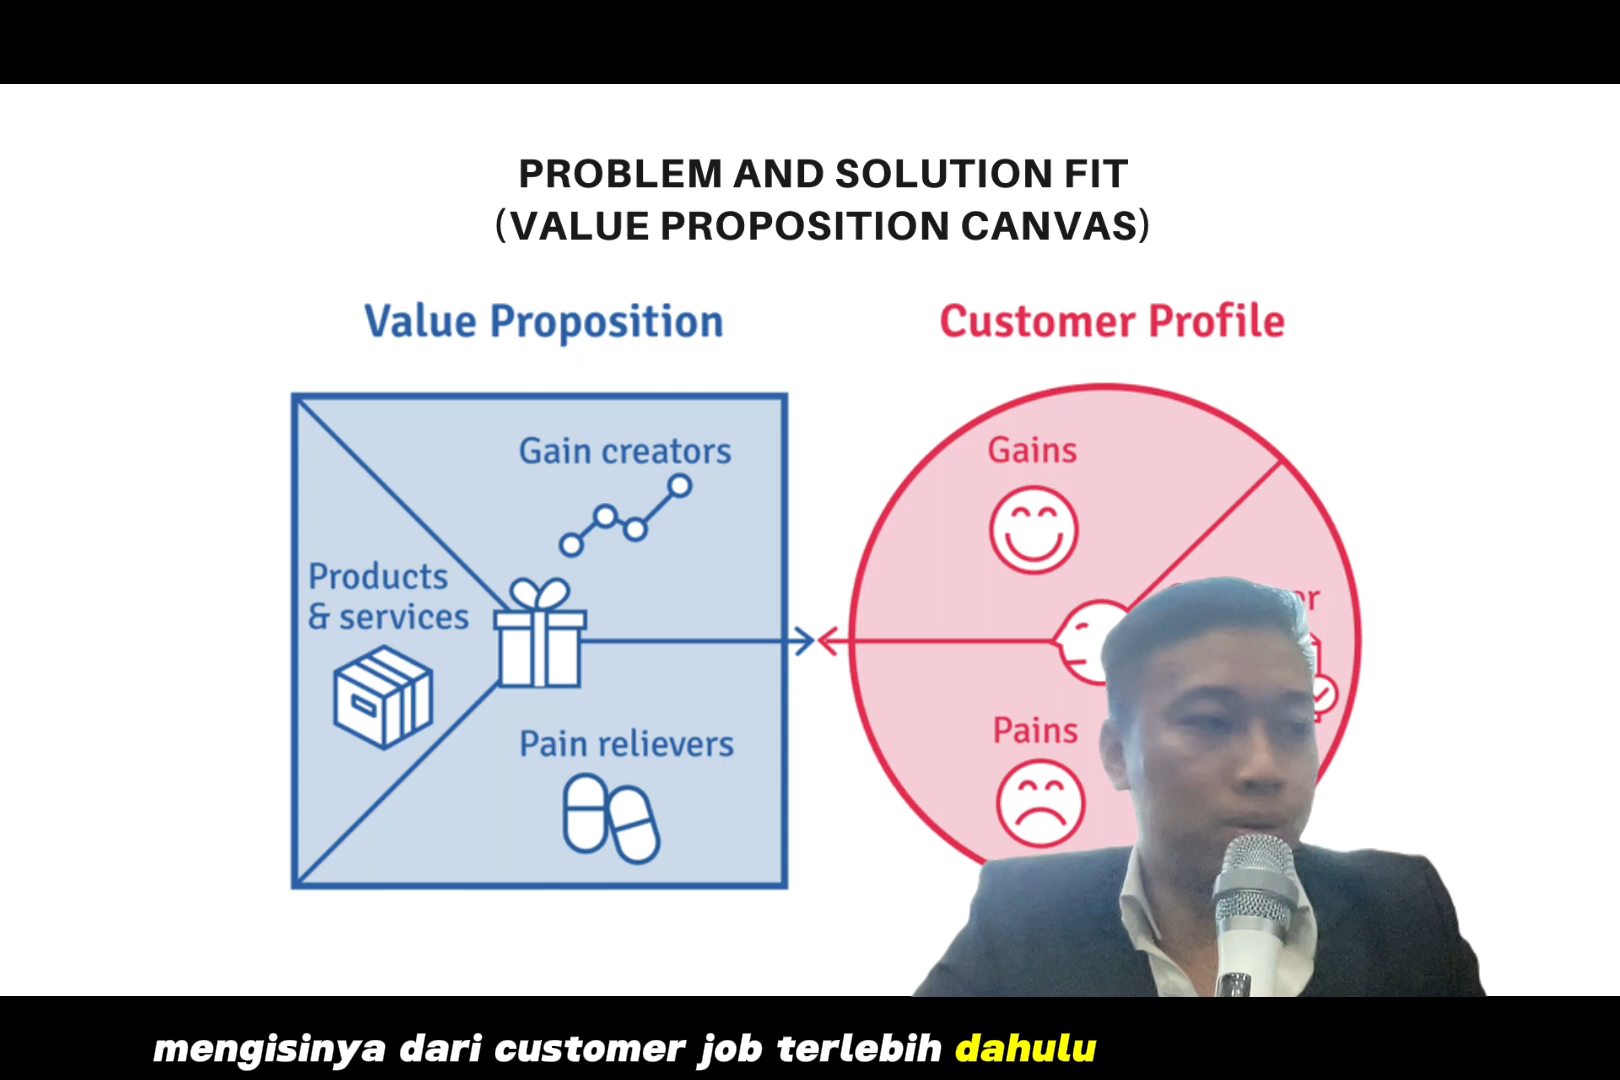 PROBLEM AND SOLUTION FIT
(VALUE PROPOSITION CANVAS)
Value Proposition
Customer Profile
Gain creators
Gains
Products
& services
Pain relievers
Pains
mengisinya dari customer job terlebih dahulu